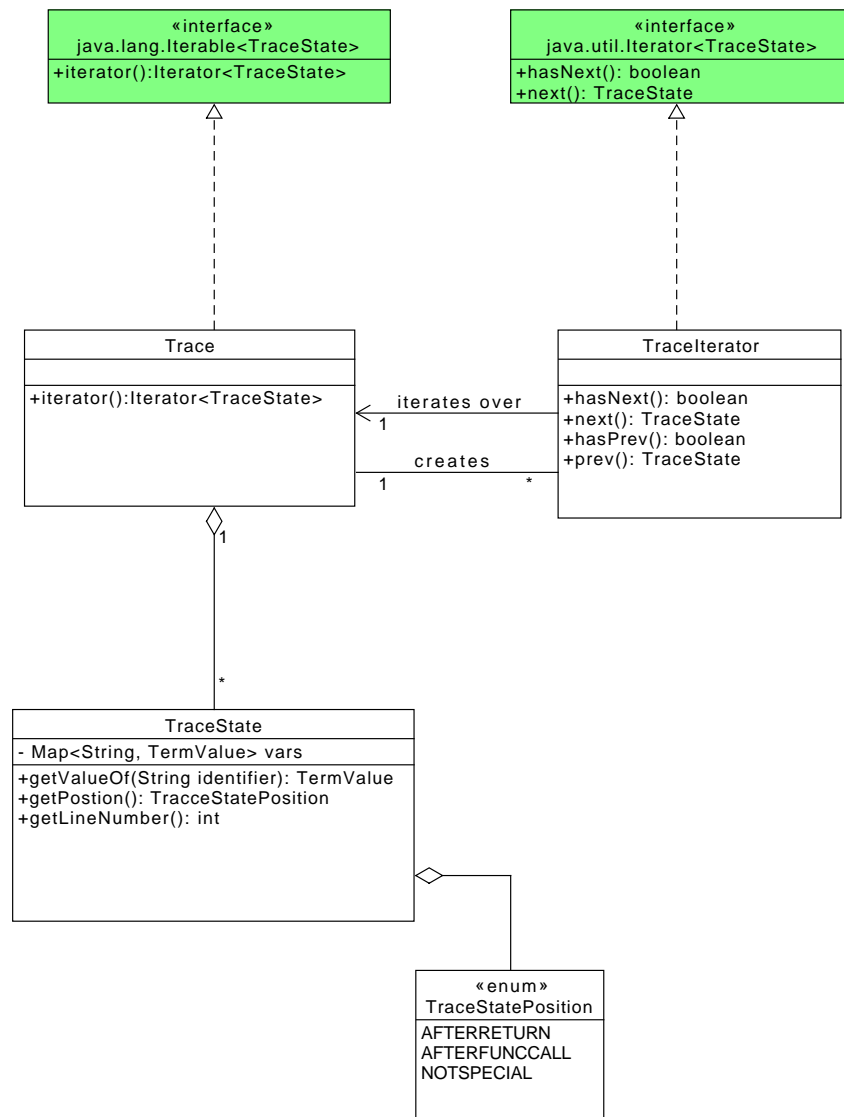 «interface»
java.lang.Iterable<TraceState>
+iterator():Iterator<TraceState>
«interface»
java.util.Iterator<TraceState>
+hasNext(): boolean
+next(): TraceState
Trace
+iterator():Iterator<TraceState>
TraceIterator
+hasNext(): boolean
+next(): TraceState
+hasPrev(): boolean
+prev(): TraceState
iterates over
1
creates
1
*
1
*
TraceState
- Map<String, TermValue> vars
+getValueOf(String identifier): TermValue
+getPostion(): TracceStatePosition
+getLineNumber(): int
«enum»
TraceStatePosition
AFTERRETURN
AFTERFUNCCALL
NOTSPECIAL